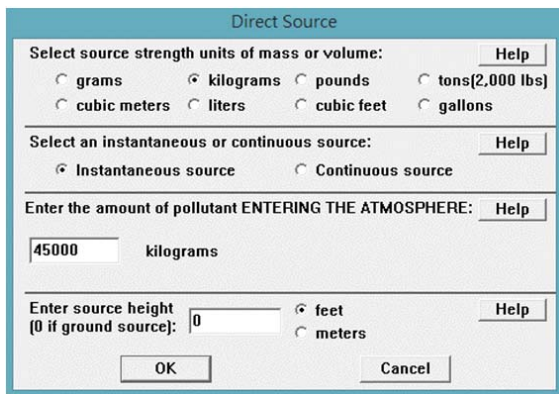 Direct Source
Select source strength units of mass or volume: Help
grams kilograms pounds tons(2,000 lbs)
cubic meters liters cubic feet gallons
Select an instantaneous or continuous source: Help
Instantaneous source Continuous source
Enter the amount of pollutant ENTERING THE ATMOSPHERE: Help
45000 kilograms
Enter source height
(0 if ground source): 0 feet Help
meters
OK Cancel